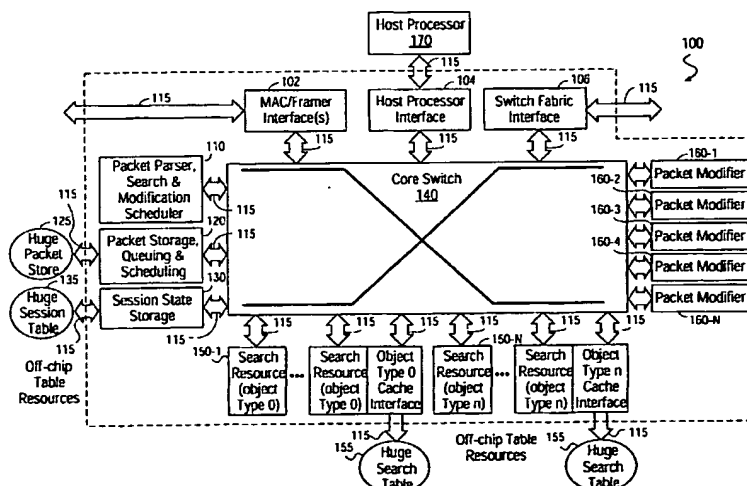 Host Processor
170
100
115
102
104
106
115
115
MAC/Framer
Interface(s)
Host Processor
Interface
Switch Fabric
Interface
115
115
115
110
Packet Parser,
Search &
Modification
Scheduler
115
Core Switch
140
160-1
Packet Modifier
160-2
Packet Modifier
160-3
Packet Modifier
160-4
Packet Modifier
Packet Modifier
160-N
115
125
Huge
Packet
Store
120
Packet Storage,
Queuing &
Scheduling
115
135
Huge
Session
Table
130
Session State
Storage
115
115
Off-chip
Table
Resources
115
115
115
115
115
115
150-1
Search
Resource
(object
Type 0)
...
Search
Resource
(object
Type 0)
Object
Type 0
Cache
Interface
150-N
Search
Resource
(object
Type n)
...
Search
Resource
(object
Type n)
Object
Type n
Cache
Interface
115
155
Huge
Search
Table
Off-chip Table
Resources
115
155
Huge
Search
Table